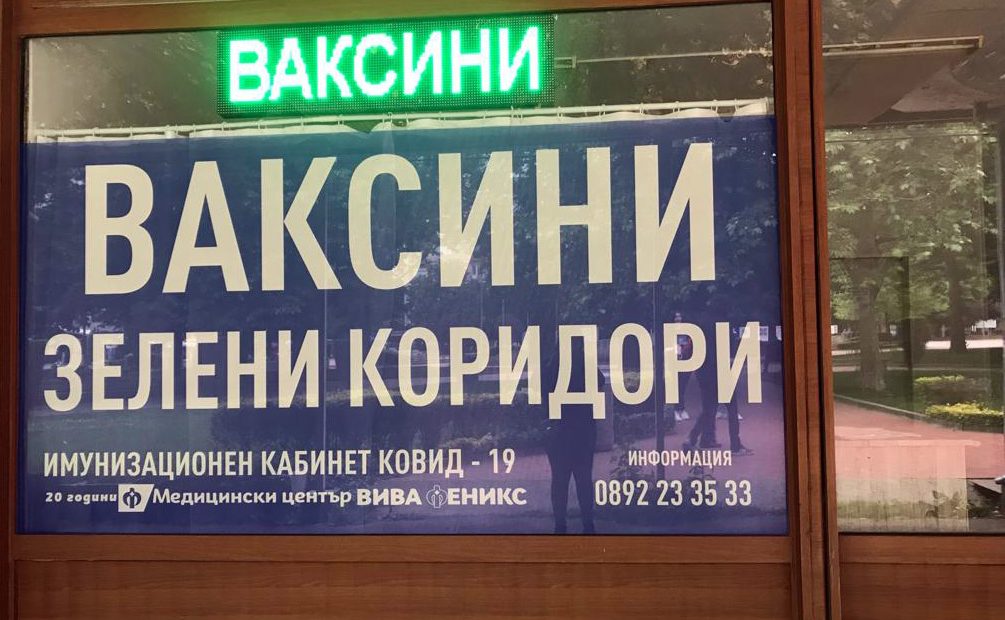 ВАКСИНИ
ВАКСИНИ
ЗЕЛЕНИ КОРИДОРИ
ИМУНИЗАЦИОНЕН КАБИНЕТ КОВИД - 19
20 години Медицински център ВИВА ФЕНИКС
ИНФОРМАЦИЯ
0892 23 35 33